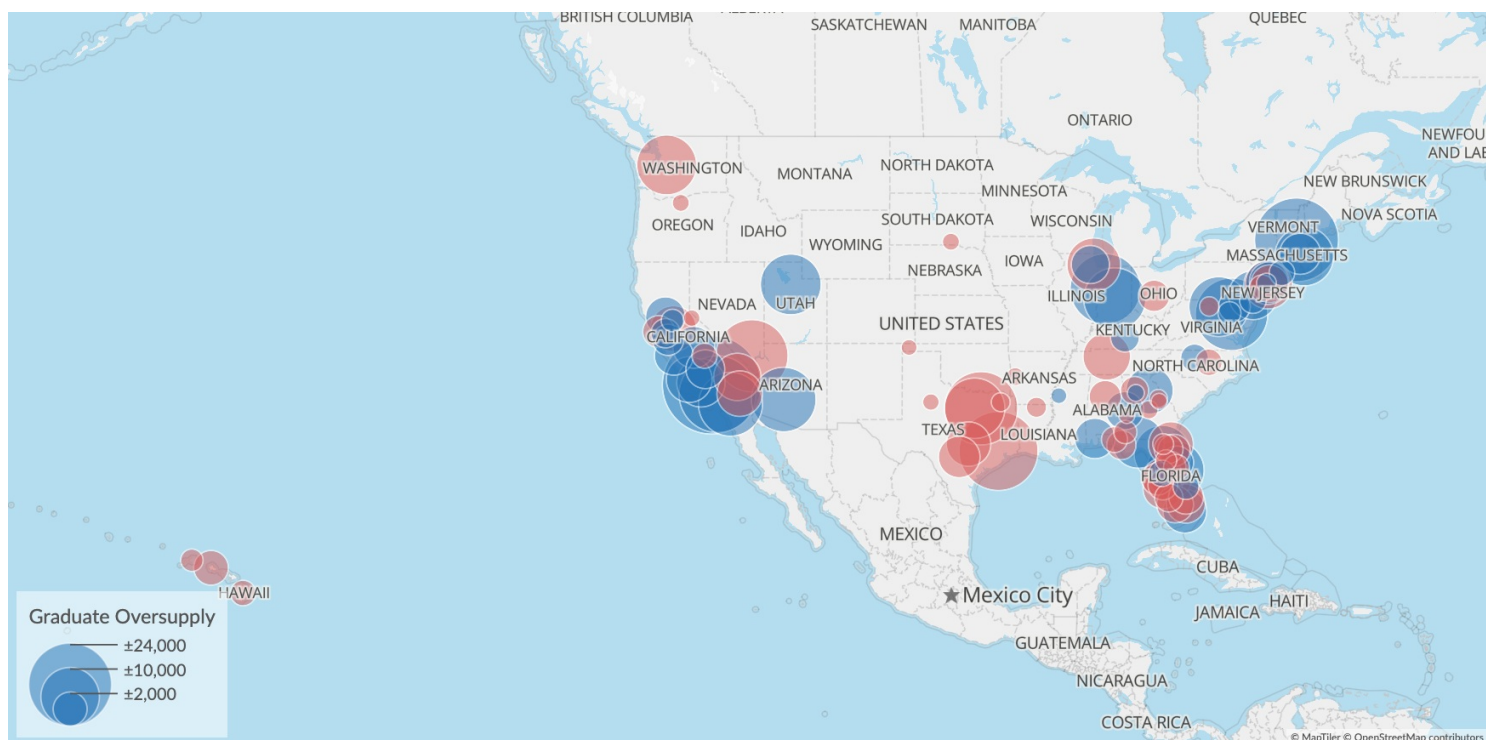 BRITISH COLUMBIA
ALBERTA
SASKATCHEWAN
MANITOBA
QUEBEC
ONTARIO
NEWFOU
AND LAB
WASHINGTON
MONTANA
NORTH DAKOTA
MINNESOTA
NEW BRUNSWICK
NOVA SCOTIA
OREGON
IDAHO
SOUTH DAKOTA
WISCONSIN
VERMONT
WYOMING
IOWA
MASSACHUSETTS
NEBRASKA
NEVADA
UTAH
ILLINOIS
OHIO
NEW JERSEY
UNITED STATES
KENTUCKY
VIRGINIA
CALIFORNIA
NORTH CAROLINA
ARIZONA
ARKANSAS
ALABAMA
TEXAS
LOUISIANA
FLORIDA
MEXICO
CUBA
HAWAII
Mexico City
HAITI
JAMAICA
GUATEMALA
NICARAGUA
COSTA RICA
Graduate Oversupply
±24,000
±10,000
±2,000
© MapTiler © OpenStreetMap contributors